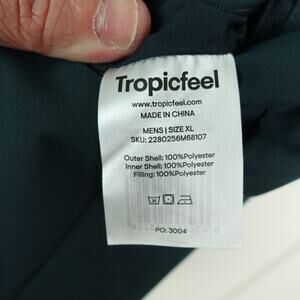 Tropicfeel
www.tropicfeel.com
MADE IN CHINA
MENS | SIZE XL
SKU: 2280256M68107
Outer Shell: 100%Polyester
Inner Shell: 100%Polyester
Filling: 100%Polyester
PO: 3004